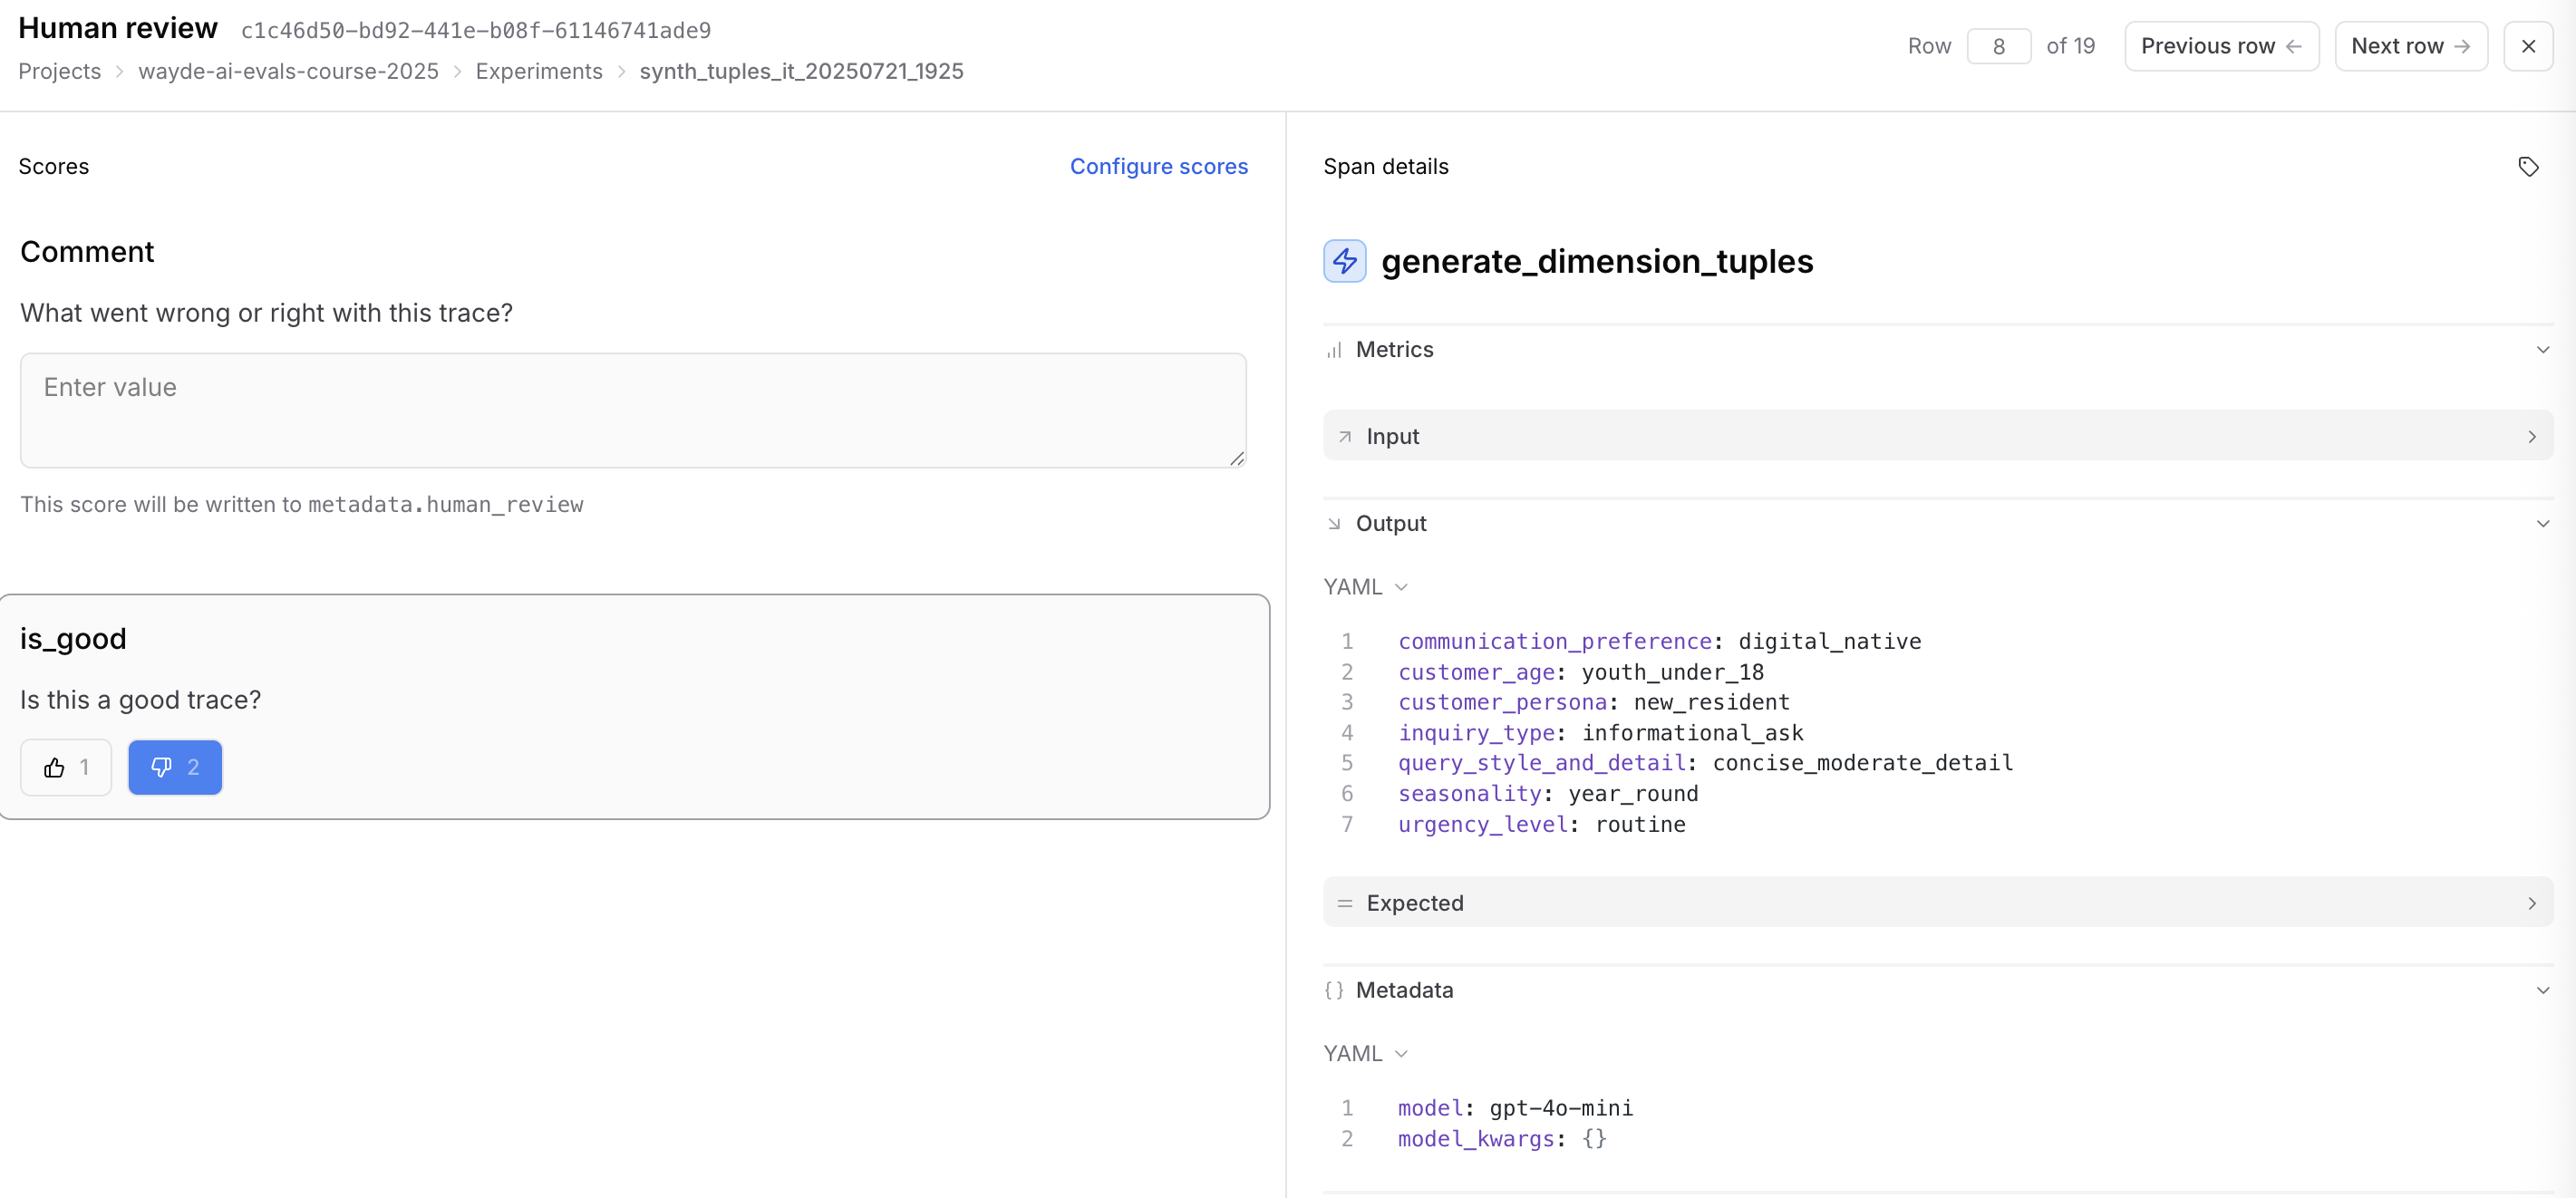 Human review c1c46d50-bd92-441e-b08f-61146741ade9
Projects > wayde-ai-evals-course-2025 > Experiments > synth_tuples_it_20250721_1925
Row 8 of 19 Previous row ← Next row → ×
Scores Configure scores
Comment
What went wrong or right with this trace?
Enter value
This score will be written to metadata.human_review
is_good
Is this a good trace?
1 2
Span details
generate_dimension_tuples
Metrics
Input
Output
YAML
1 communication_preference: digital_native
2 customer_age: youth_under_18
3 customer_persona: new_resident
4 inquiry_type: informational_ask
5 query_style_and_detail: concise_moderate_detail
6 seasonality: year_round
7 urgency_level: routine
Expected
{} Metadata
YAML
1 model: gpt-4o-mini
2 model_kwargs: {}